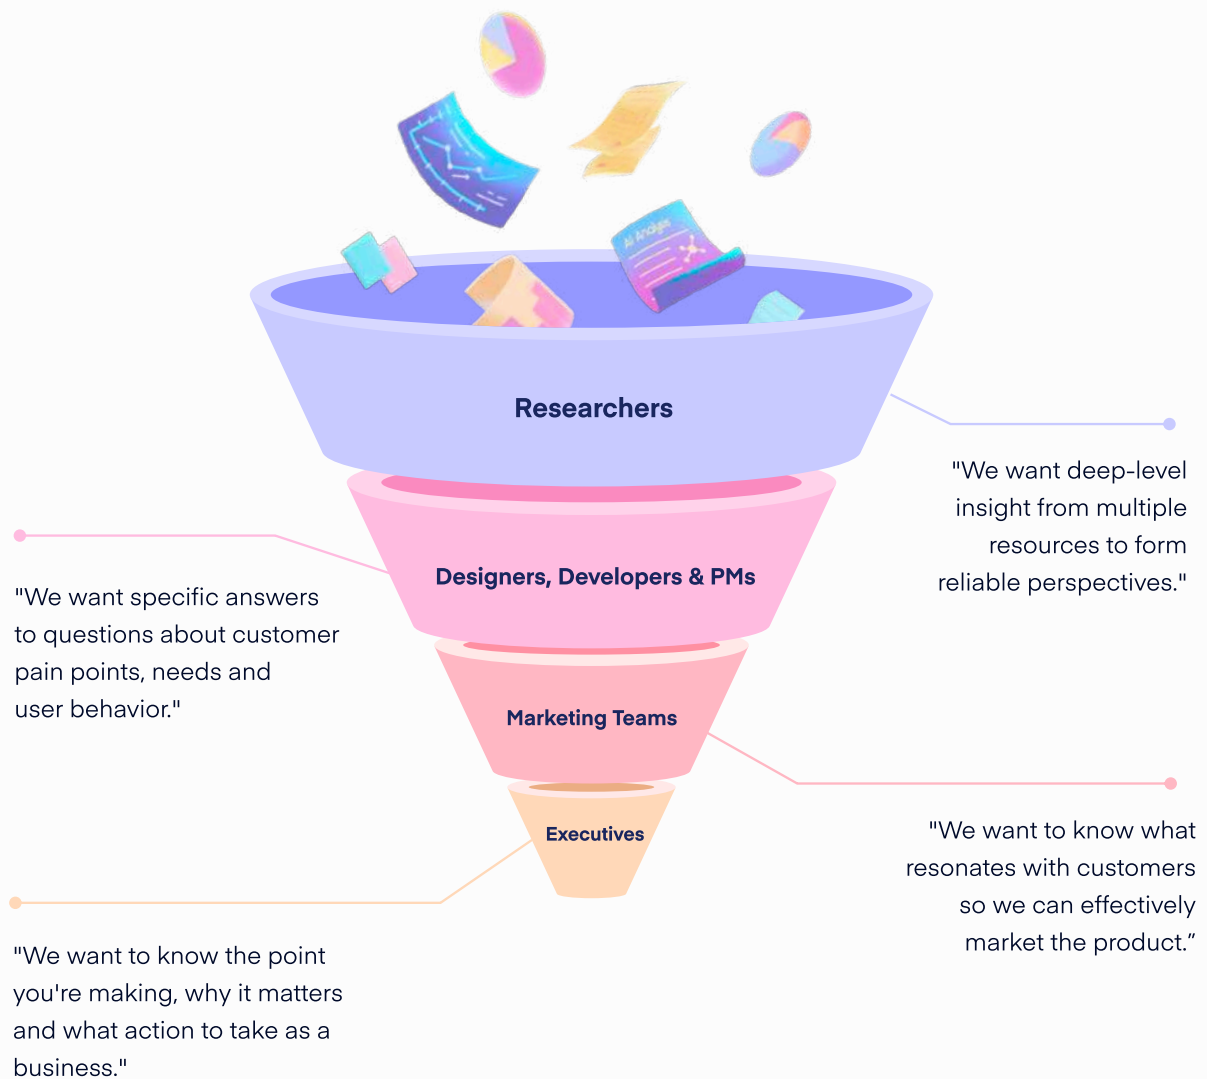 AI Analysis
Researchers
"We want deep-level
insight from multiple
resources to form
reliable perspectives."
Designers, Developers & PMs
"We want specific answers
to questions about customer
pain points, needs and
user behavior."
Marketing Teams
"We want to know what
resonates with customers
so we can effectively
market the product.”
Executives
"We want to know the point
you're making, why it matters
and what action to take as a
business."